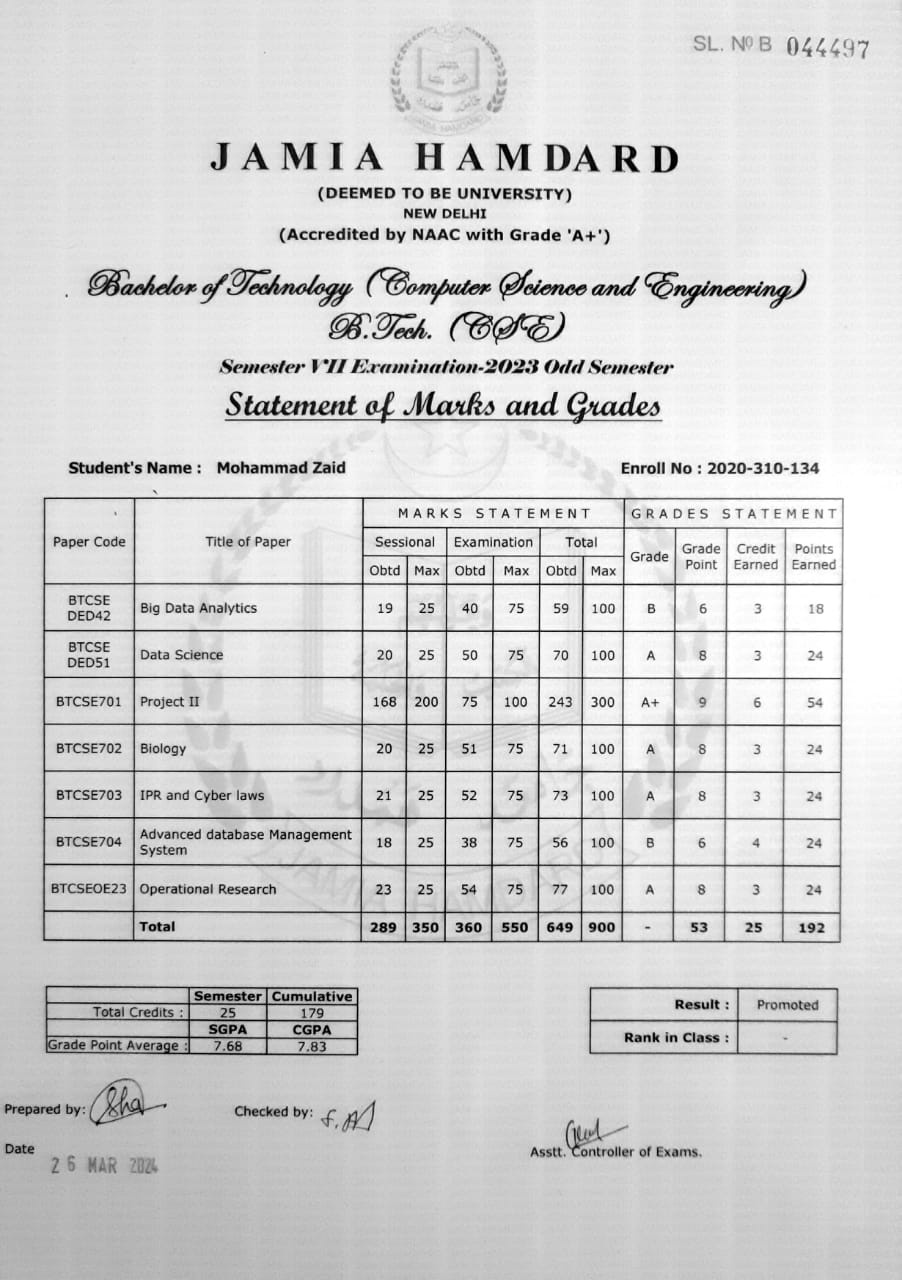 SL. Nº B 044497
JAMIA HAMDARD
JAMIA HAMDARD
(DEEMED TO BE UNIVERSITY)
NEW DELHI
(Accredited by NAAC with Grade 'A+')
Bachelor of Technology (Computer Science and Engineering)
B.Tech. (CSE)
Semester VII Examination-2023 Odd Semester
Statement of Marks and Grades
Student's Name : Mohammad Zaid Enroll No : 2020-310-134
MARKS STATEMENT GRADES STATEMENT
Paper Code Title of Paper Sessional Examination Total Grade Grade Point Credit Earned Points Earned
Obtd Max Obtd Max Obtd Max
BTCSE DED42 Big Data Analytics 19 25 40 75 59 100 B 6 3 18
BTCSE DED51 Data Science 20 25 50 75 70 100 A 8 3 24
BTCSE701 Project II 168 200 75 100 243 300 A+ 9 6 54
BTCSE702 Biology 20 25 51 75 71 100 A 8 3 24
BTCSE703 IPR and Cyber laws 21 25 52 75 73 100 A 8 3 24
BTCSE704 Advanced database Management System 18 25 38 75 56 100 B 6 4 24
BTCSEOE23 Operational Research 23 25 54 75 77 100 A 8 3 24
Total 289 350 360 550 649 900 - 53 25 192
JAMIA HAMDARD
Semester Cumulative
Total Credits : 25 179
SGPA CGPA
Grade Point Average : 7.68 7.83
Result : Promoted
Rank in Class : -
Prepared by: Checked by:
Date
26 MAR 2024
Asstt. Controller of Exams.